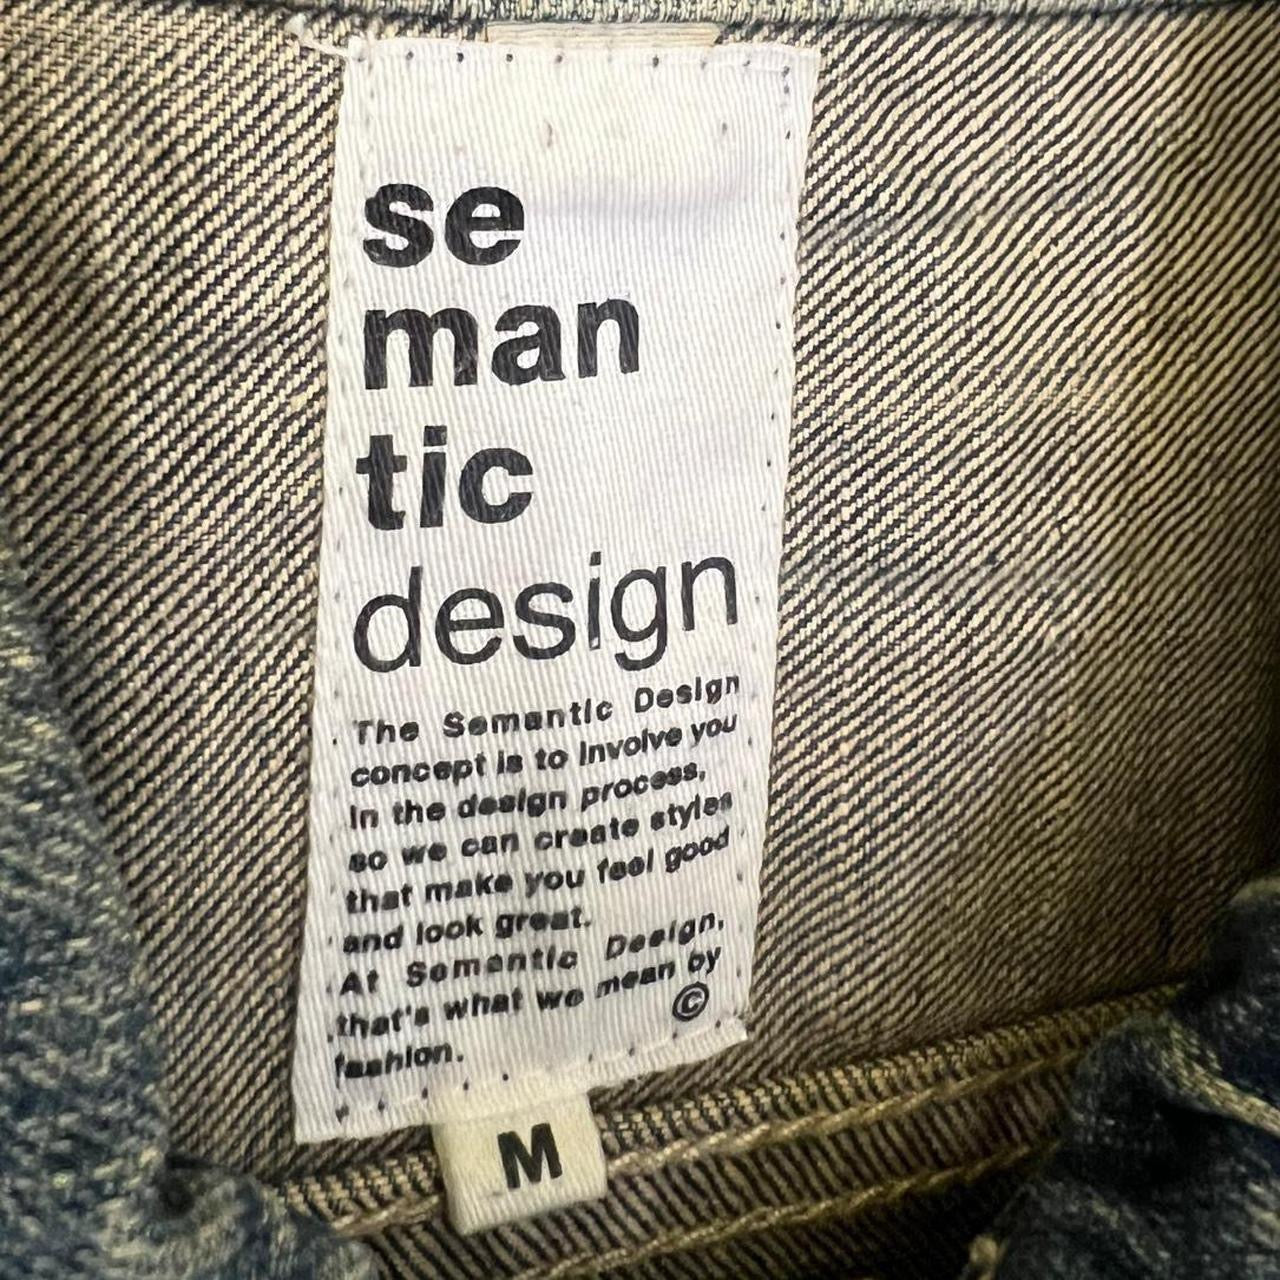 se
man
tic
design
The Semantic Design
concept is to involve you
in the design process,
so we can create styles
that make you feel good
and look great.
At Semantic Design,
that's what we mean by
fashion.
©
M